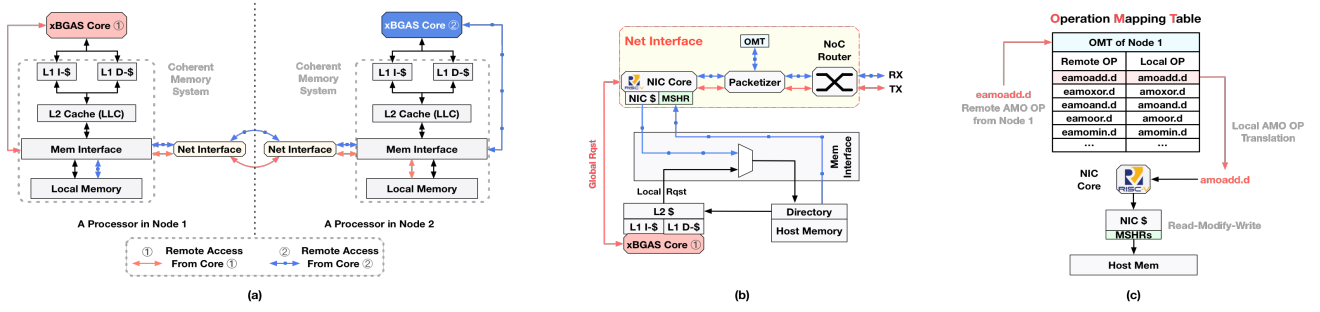 xBGAS Core ①
Coherent
Memory
System
L1 I-$
L1 D-$
L2 Cache (LLC)
Mem Interface
Net Interface
Local Memory
A Processor in Node 1
xBGAS Core ②
Coherent
Memory
System
L1 I-$
L1 D-$
L2 Cache (LLC)
Net Interface
Mem Interface
Local Memory
A Processor in Node 2
① Remote Access
From Core ①
② Remote Access
From Core ②
(a)
Net Interface
OMT
NoC
Router
RISC
NIC Core
Packetizer
RX
TX
NIC $
MSHR
Global Rqst
Mem
Interface
Local Rqst
L2 $
L1 I-$
L1 D-$
xBGAS Core ①
Directory
Host Memory
(b)
Operation Mapping Table
OMT of Node 1
Remote OP Local OP
eamoadd.d amoadd.d
eamoxor.d amoxor.d
eamoand.d amoand.d
eamoor.d amoor.d
eamomin.d amomin.d
... ...
eamoadd.d
Remote AMO OP
from Node 1
Local AMO OP
Translation
NIC
Core
RISC
amoadd.d
NIC $
MSHRs
Read-Modify-Write
Host Mem
(c)